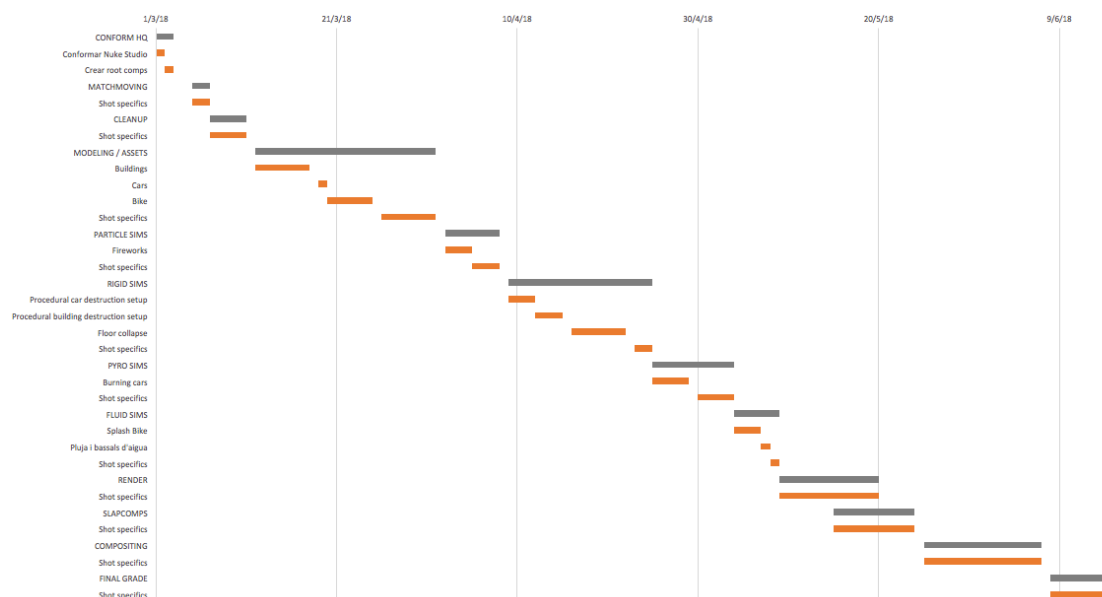 1/3/18 21/3/18 10/4/18 30/4/18 20/5/18 9/6/18
CONFORM HQ
Conformar Nuke Studio
Crear root comps
MATCHMOVING
Shot specifics
CLEANUP
Shot specifics
MODELING / ASSETS
Buildings
Cars
Bike
Shot specifics
PARTICLE SIMS
Fireworks
Shot specifics
RIGID SIMS
Procedural car destruction setup
Procedural building destruction setup
Floor collapse
Shot specifics
PYRO SIMS
Burning cars
Shot specifics
FLUID SIMS
Splash Bike
Pluja i bassals d'aigua
Shot specifics
RENDER
Shot specifics
SLAPCOMPS
Shot specifics
COMPOSITING
Shot specifics
FINAL GRADE
Shot specifics